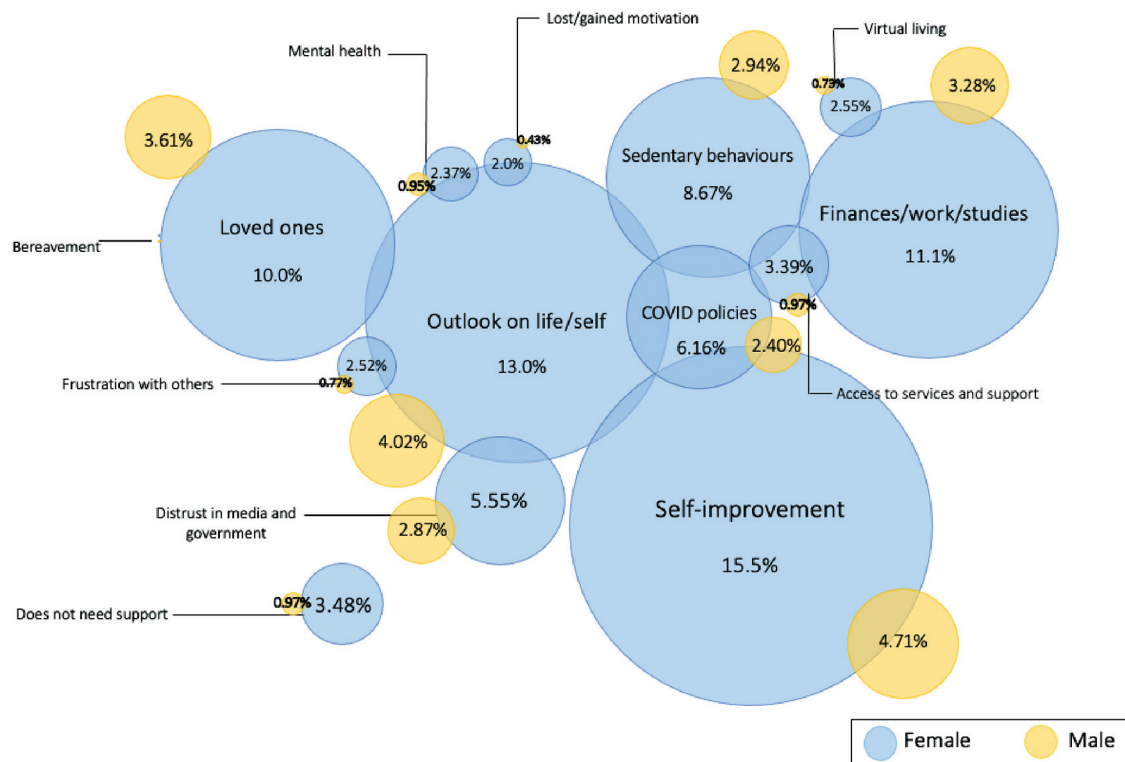 Lost/gained motivation
Virtual living
Mental health
2.94%
0.73%
3.28%
2.55%
3.61%
0.43%
2.0%
2.37%
0.95%
Sedentary behaviours
8.67%
Loved ones
10.0%
Bereavement
Finances/work/studies
11.1%
3.39%
0.97%
COVID policies
6.16%
2.40%
Outlook on life/self
13.0%
2.52%
0.77%
Frustration with others
Access to services and support
4.02%
5.55%
Distrust in media and
government
2.87%
Self-improvement
15.5%
0.97%
3.48%
Does not need support
4.71%
Female
Male